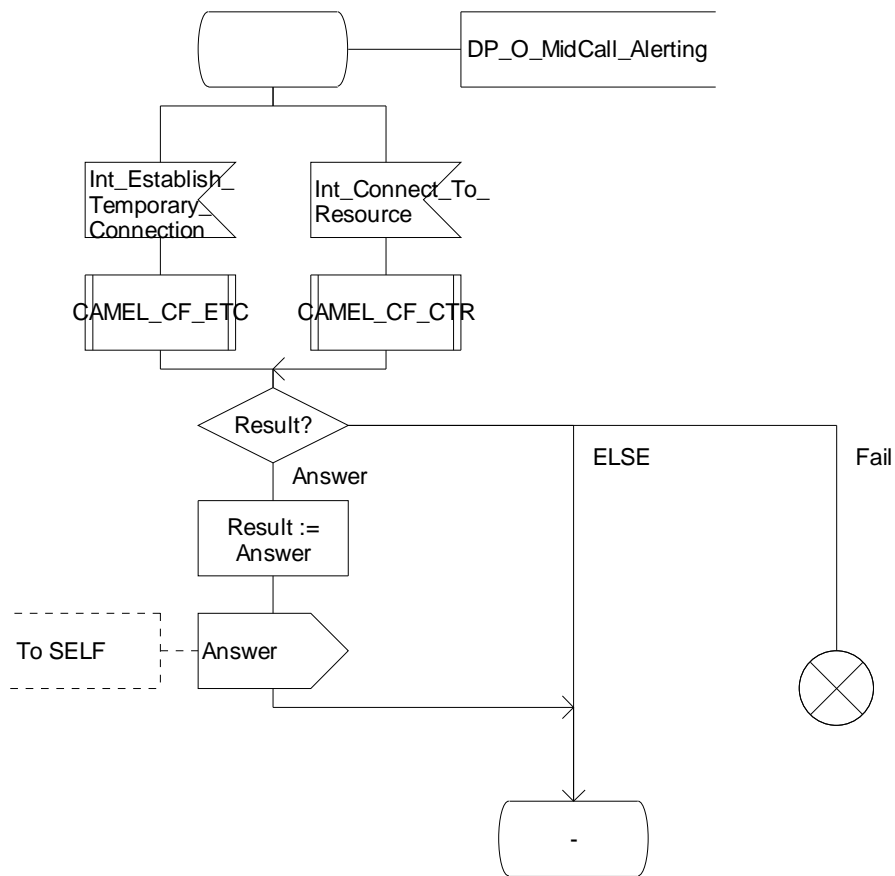 DP_O_MidCall_Alerting
Int_Establish_
Temporary_
Connection
Int_Connect_To_
Resource
CAMEL_CF_ETC
CAMEL_CF_CTR
Result?
ELSE
Fail
Answer
Result :=
Answer
To SELF
Answer
-